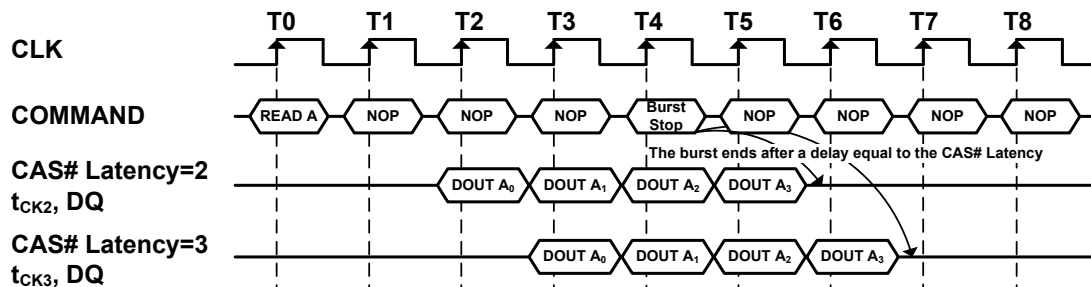 T0 T1 T2 T3 T4 T5 T6 T7 T8
CLK
COMMAND
READ A NOP NOP NOP Burst Stop NOP NOP NOP NOP
The burst ends after a delay equal to the CAS# Latency
CAS# Latency=2
tCK2, DQ
DOUT A0 DOUT A1 DOUT A2 DOUT A3
CAS# Latency=3
tCK3, DQ
DOUT A0 DOUT A1 DOUT A2 DOUT A3